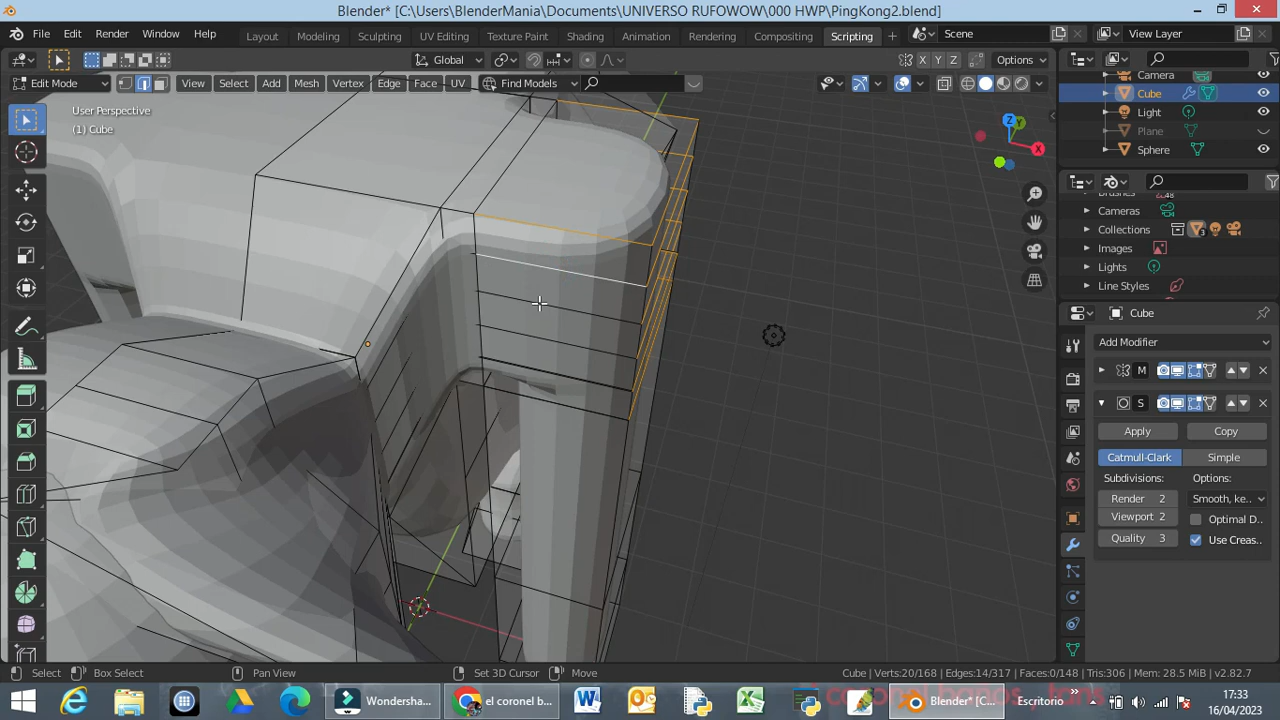 Blender* [C:\Users\BlenderMania\Documents\UNIVERSO RUFOWOW\000 HWP\PingKong2.blend]
File Edit Render Window Help Layout Modeling Sculpting UV Editing Texture Paint Shading Animation Rendering Compositing Scripting + Scene View Layer
Global X Y Z Options
Edit Mode View Select Add Mesh Vertex Edge Face UV Find Models
User Perspective
(1) Cube
Z
Y
X
Camera
Cube
Light
Plane
Sphere
Cameras
Collections
Images
Lights
Line Styles
Cube
Add Modifier
M
S
Apply Copy
Catmull-Clark Simple
Subdivisions: Options:
Render 2 Smooth, ke..
Viewport 2 Optimal D..
Quality 3 Use Creas..
Select Box Select Pan View Set 3D Cursor Move Cube | Verts:20/168 | Edges:14/317 | Faces:0/148 | Tris:306 | Mem: 28.5 MiB | v2.82.7
coronel banos, fans
Wondersha... el coronel b... Blender* [C... Escritorio »
17:33
16/04/2023